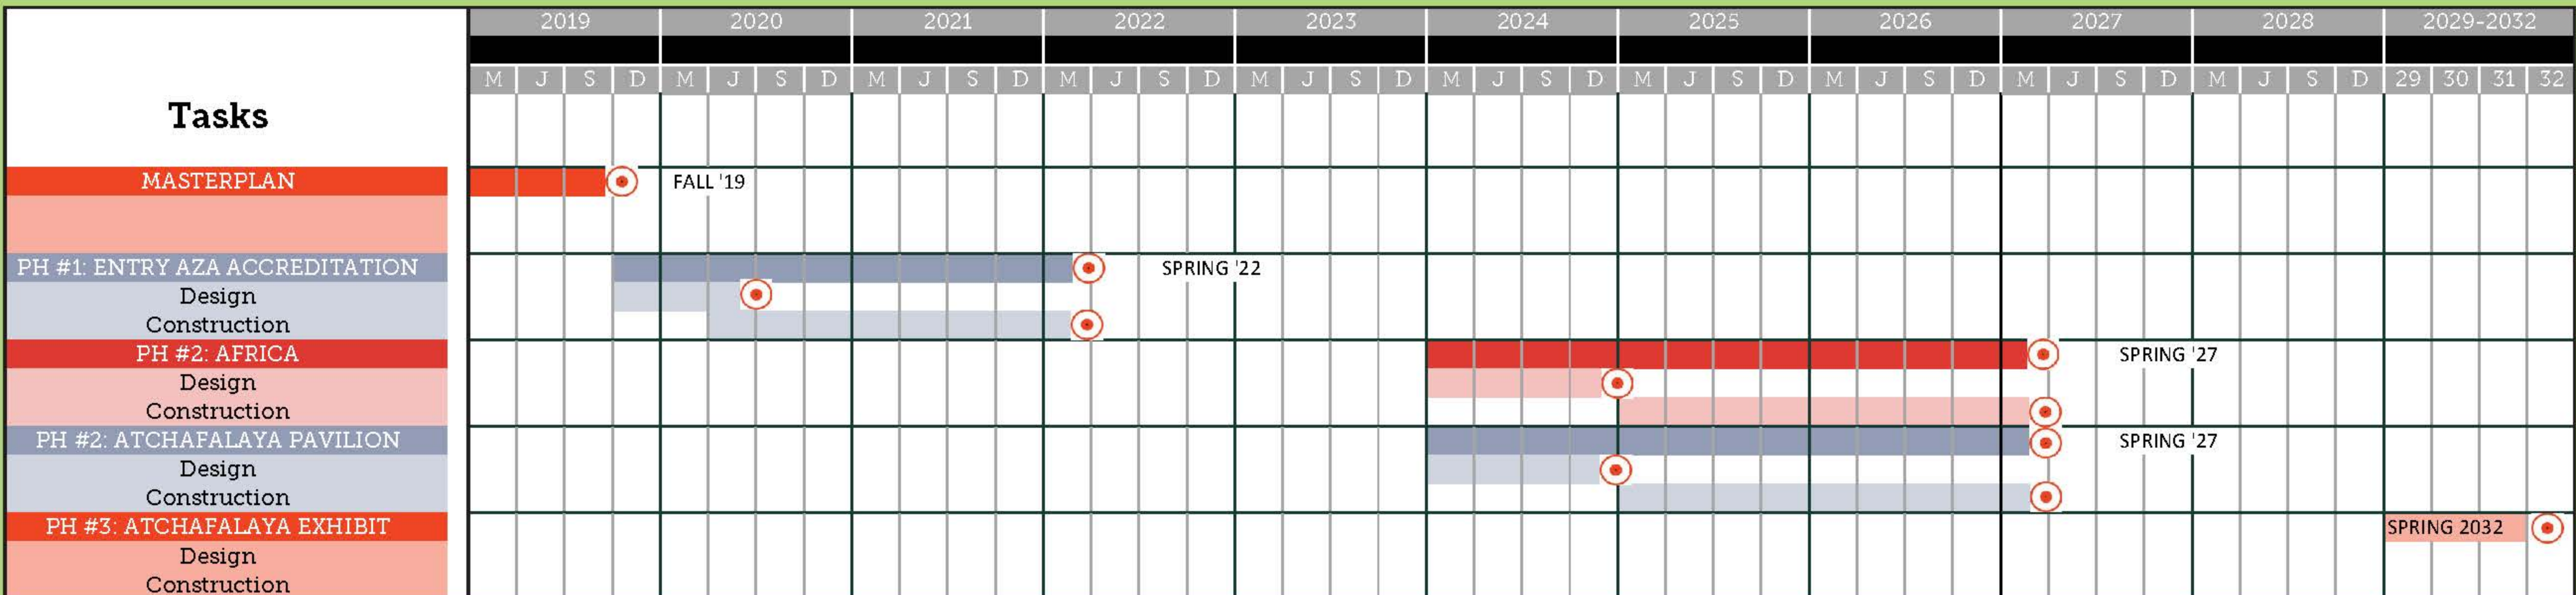 2019 2020 2021 2022 2023 2024 2025 2026 2027 2028 2029-2032
M J S D M J S D M J S D M J S D M J S D M J S D M J S D M J S D M J S D M J S D 29 30 31 32
Tasks
MASTERPLAN FALL '19
PH #1: ENTRY AZA ACCREDITATION SPRING '22
Design
Construction
PH #2: AFRICA SPRING '27
Design
Construction
PH #2: ATCHAFALAYA PAVILION SPRING '27
Design
Construction
PH #3: ATCHAFALAYA EXHIBIT SPRING 2032
Design
Construction